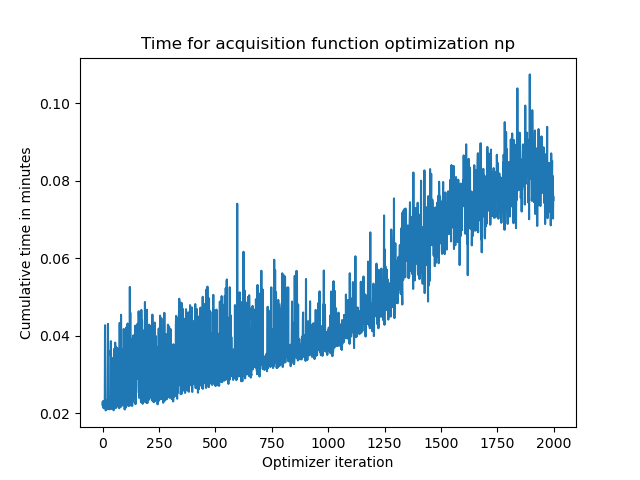 Time for acquisition function optimization np
Cumulative time in minutes
0.10
0.08
0.06
0.04
0.02
0 250 500 750 1000 1250 1500 1750 2000
Optimizer iteration